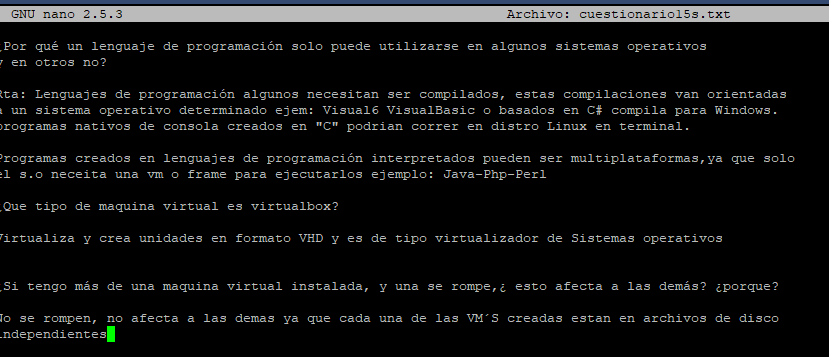 GNU nano 2.5.3 Archivo: cuestionario15s.txt
¿Por qué un lenguaje de programación solo puede utilizarse en algunos sistemas operativos
y en otros no?
Rta: Lenguajes de programación algunos necesitan ser compilados, estas compilaciones van orientadas
a un sistema operativo determinado ejem: Visual6 VisualBasic o basados en C# compila para Windows.
programas nativos de consola creados en "C" podrian correr en distro Linux en terminal.
Programas creados en lenguajes de programación interpretados pueden ser multiplataformas,ya que solo
el s.o neceita una vm o frame para ejecutarlos ejemplo: Java-Php-Perl
¿Que tipo de maquina virtual es virtualbox?
Virtualiza y crea unidades en formato VHD y es de tipo virtualizador de Sistemas operativos
¿Si tengo más de una maquina virtual instalada, y una se rompe,¿ esto afecta a las demás? ¿porque?
No se rompen, no afecta a las demas ya que cada una de las VM´S creadas estan en archivos de disco
independientes